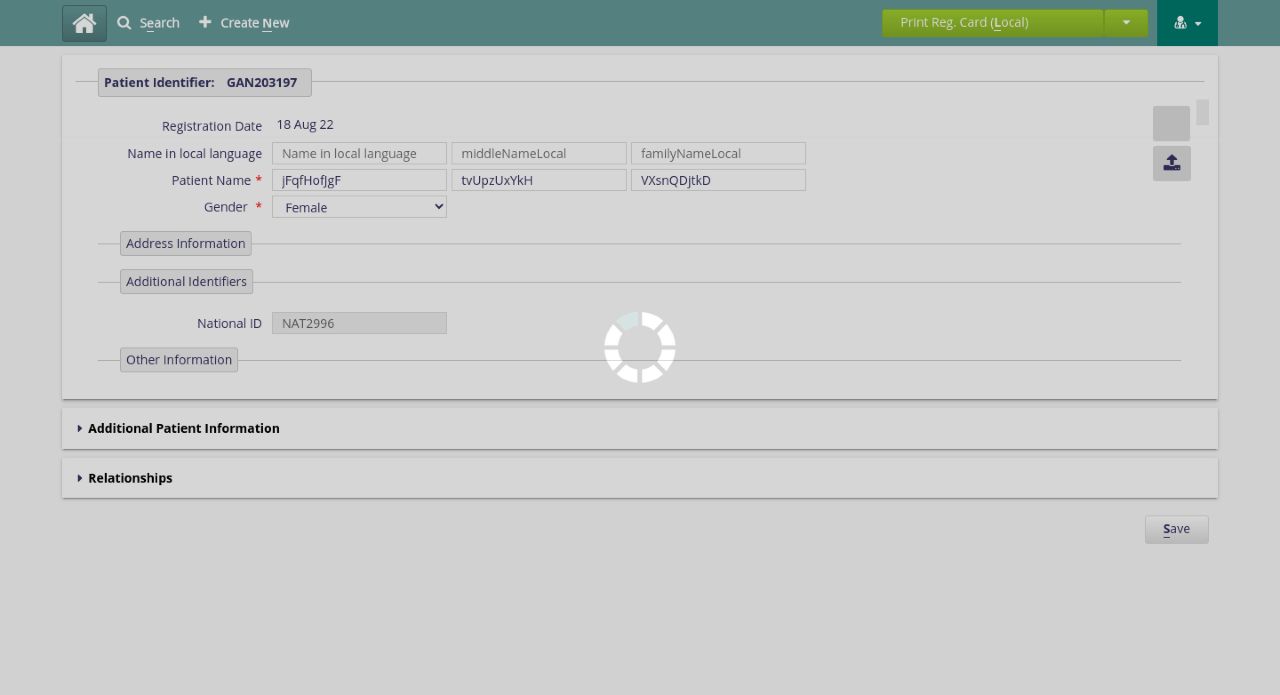 Search Create New Print Reg. Card (Local)
Patient Identifier: GAN203197
Registration Date 18 Aug 22
Name in local language Name in local language middleNameLocal familyNameLocal
Patient Name * jFqfHofJgF tvUpzUxYkH VXsnQDjtkD
Gender * Female
Address Information
Additional Identifiers
National ID NAT2996
Other Information
Additional Patient Information
Relationships
Save